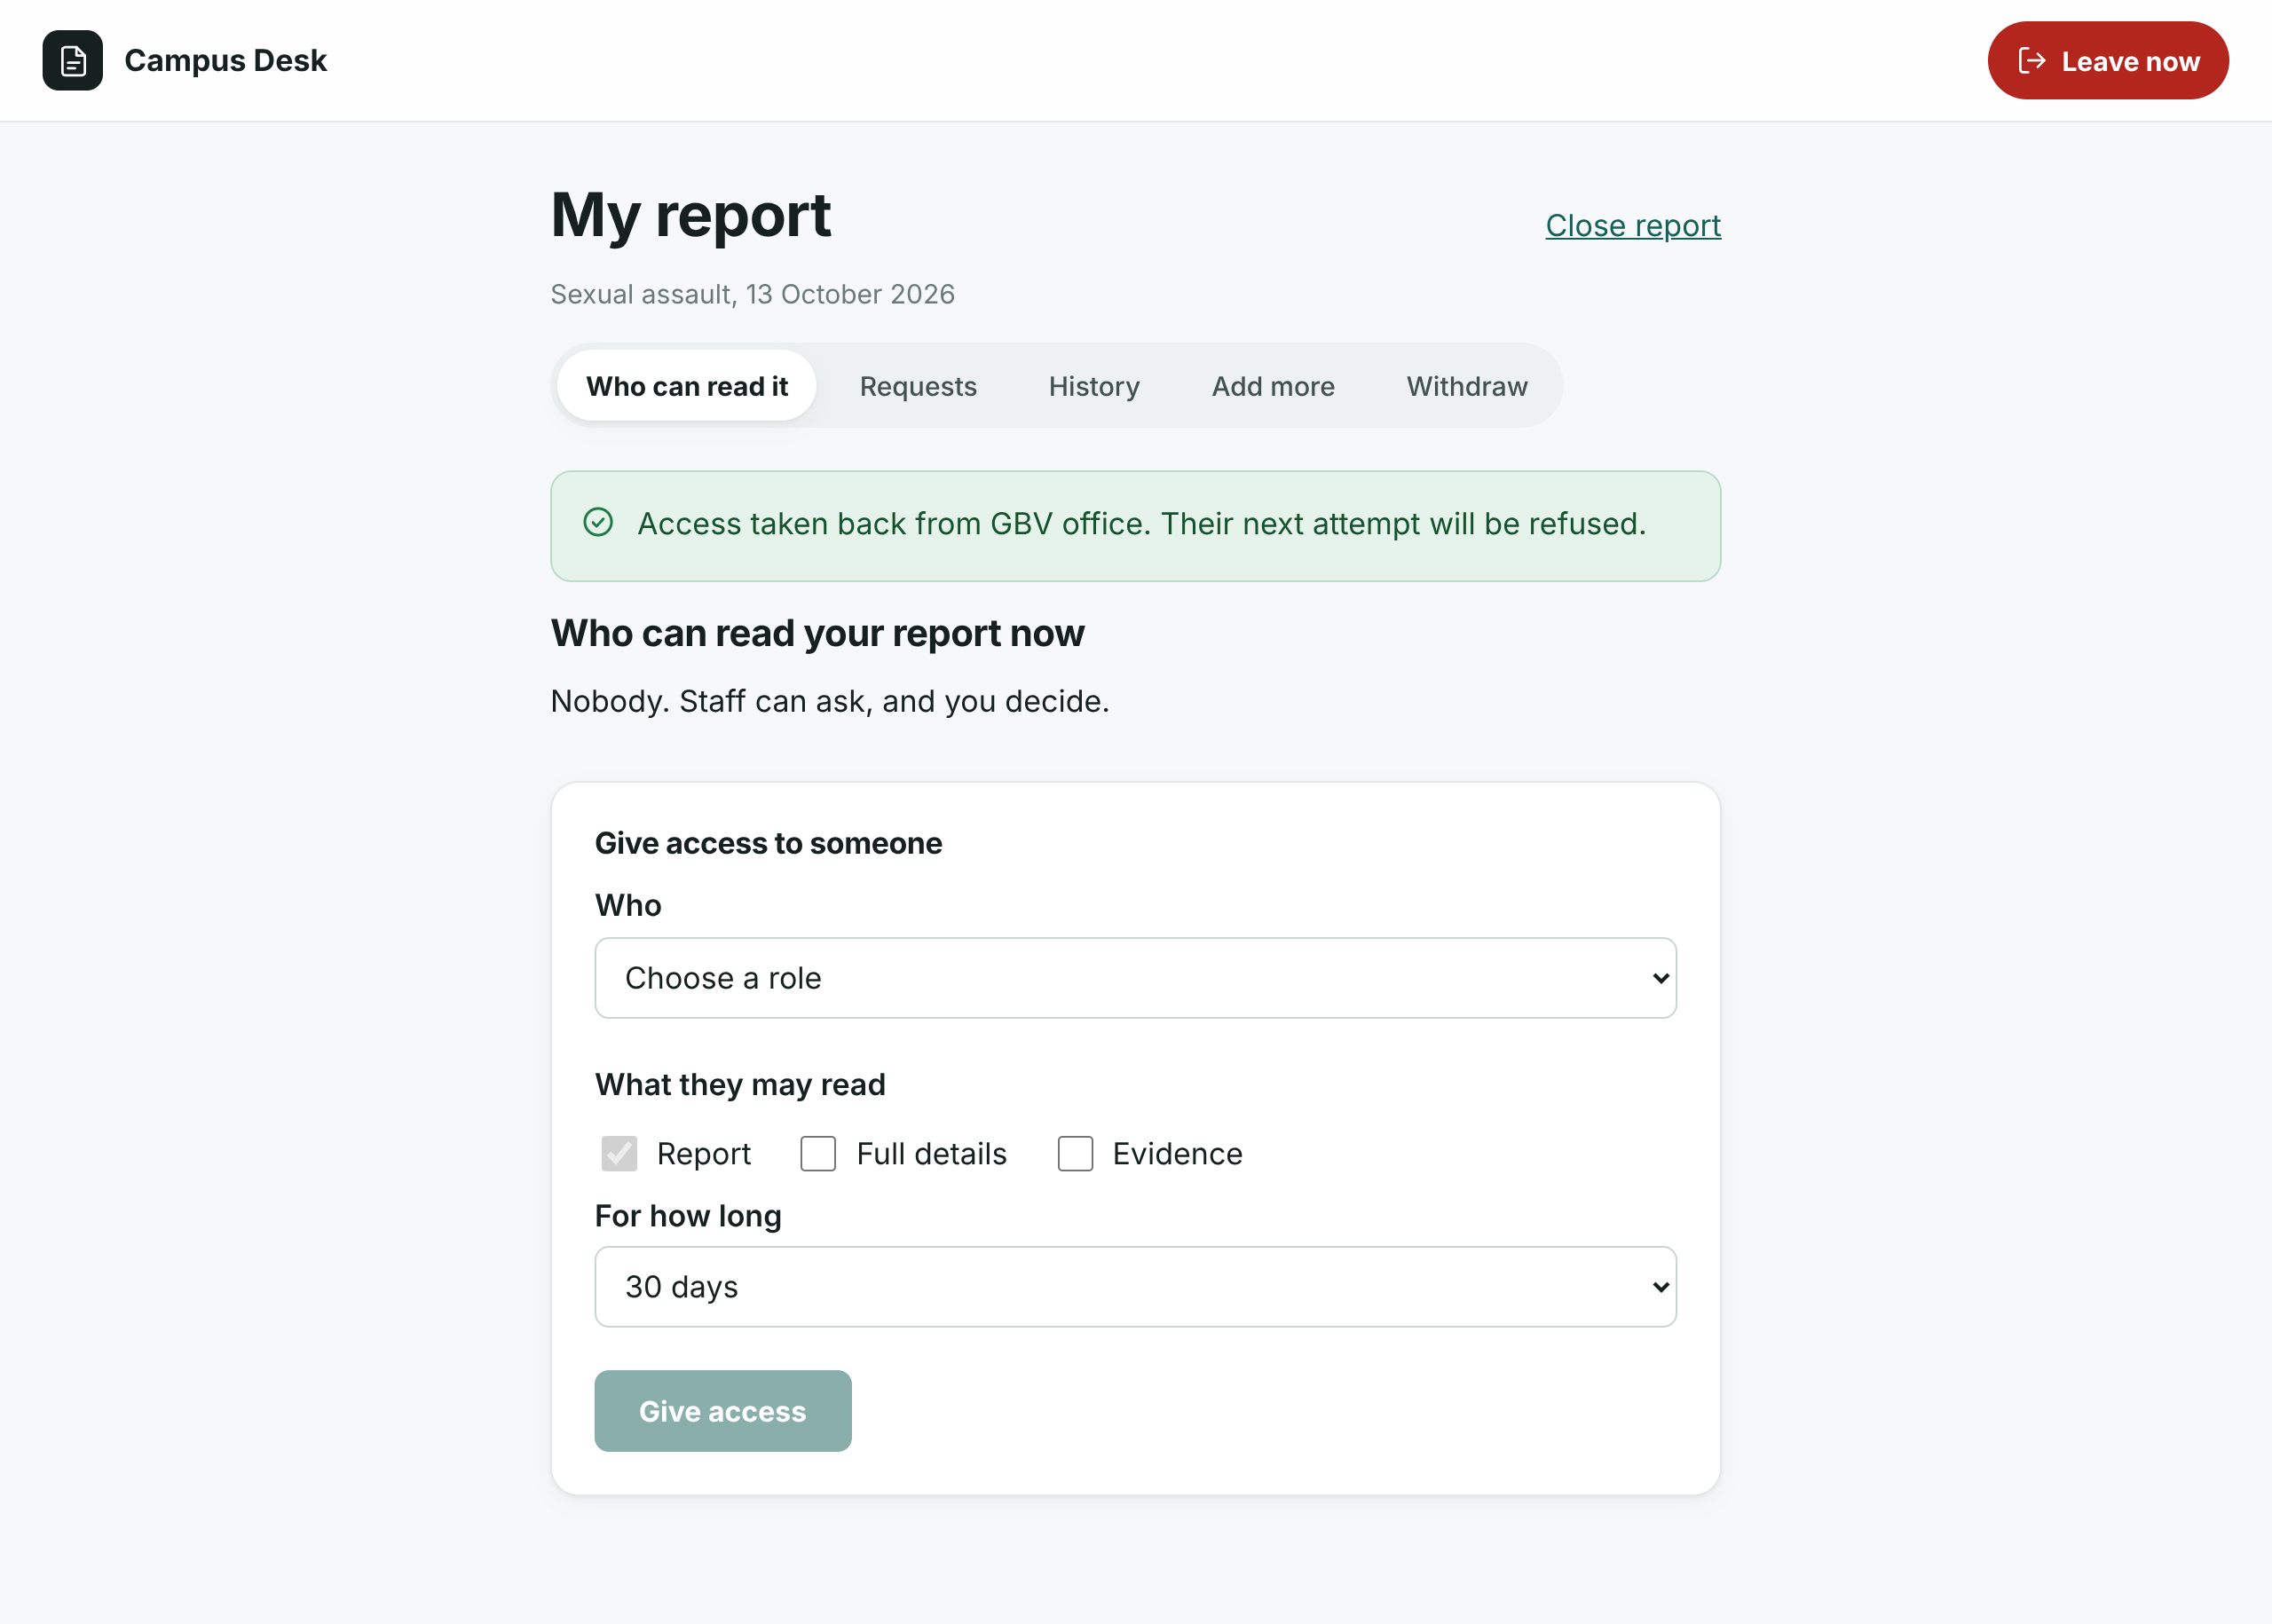 Campus Desk
Leave now
My report
Close report
Sexual assault, 13 October 2026
Who can read it
Requests
History
Add more
Withdraw
Access taken back from GBV office. Their next attempt will be refused.
Who can read your report now
Nobody. Staff can ask, and you decide.
Give access to someone
Who
Choose a role
What they may read
Report
Full details
Evidence
For how long
30 days
Give access